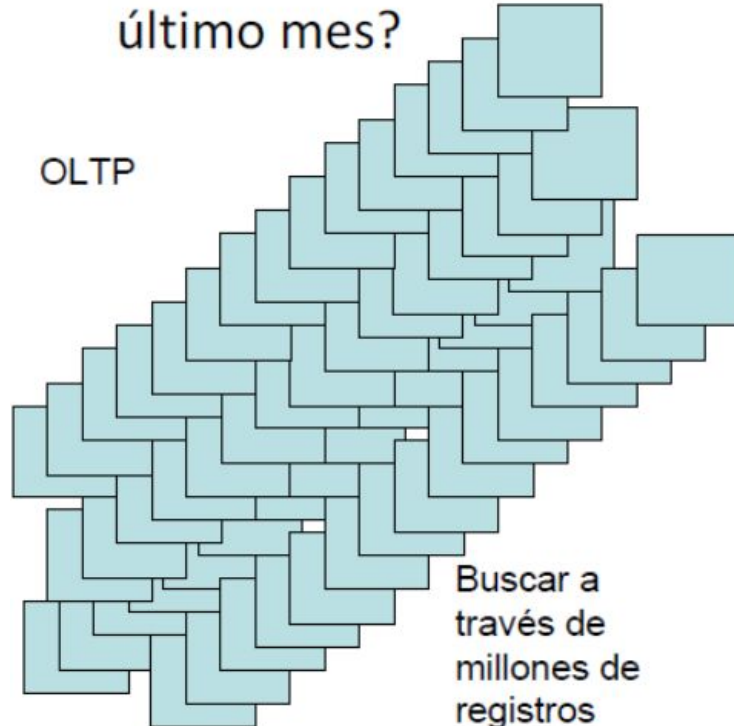 último mes?
OLTP
Buscar a
través de
millones de
registros